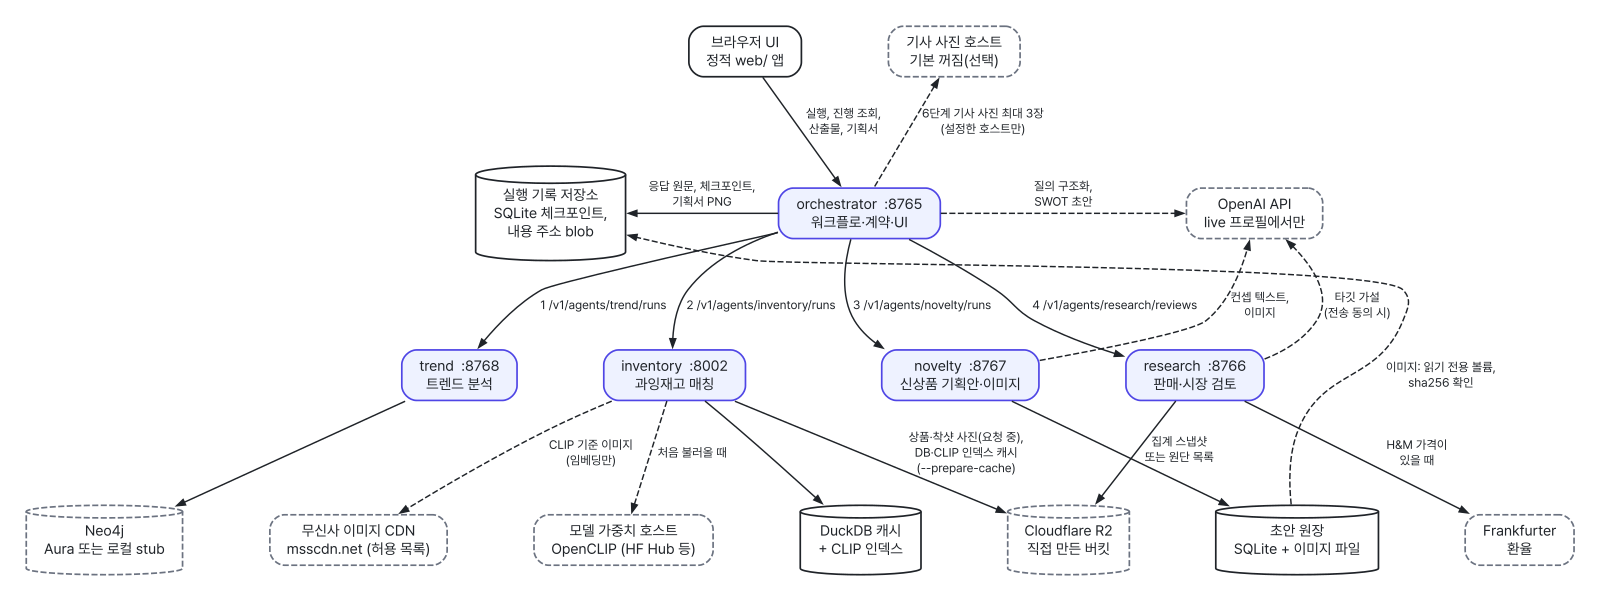 브라우저 UI
정적 web/ 앱
기사 사진 호스트
기본 꺼짐(선택)
실행, 진행 조회,
산출물, 기획서
6단계 기사 사진 최대 3장
(설정한 호스트만)
실행 기록 저장소
SQLite 체크포인트,
내용 주소 blob
응답 원문, 체크포인트,
기획서 PNG
orchestrator :8765
워크플로·계약·UI
질의 구조화,
SWOT 초안
OpenAI API
live 프로필에서만
1 /v1/agents/trend/runs
2 /v1/agents/inventory/runs
3 /v1/agents/novelty/runs
4 /v1/agents/research/reviews
컨셉 텍스트,
이미지
타깃 가설
(전송 동의 시)
trend :8768
트렌드 분석
inventory :8002
과잉재고 매칭
novelty :8767
신상품 기획안·이미지
research :8766
판매·시장 검토
이미지: 읽기 전용 볼륨,
sha256 확인
CLIP 기준 이미지
(임베딩만)
처음 불러올 때
상품·착샷 사진(요청 중),
DB·CLIP 인덱스 캐시
(--prepare-cache)
집계 스냅샷
또는 원단 목록
H&M 가격이
있을 때
Neo4j
Aura 또는 로컬 stub
무신사 이미지 CDN
msscdn.net (허용 목록)
모델 가중치 호스트
OpenCLIP (HF Hub 등)
DuckDB 캐시
+ CLIP 인덱스
Cloudflare R2
직접 만든 버킷
초안 원장
SQLite + 이미지 파일
Frankfurter
환율